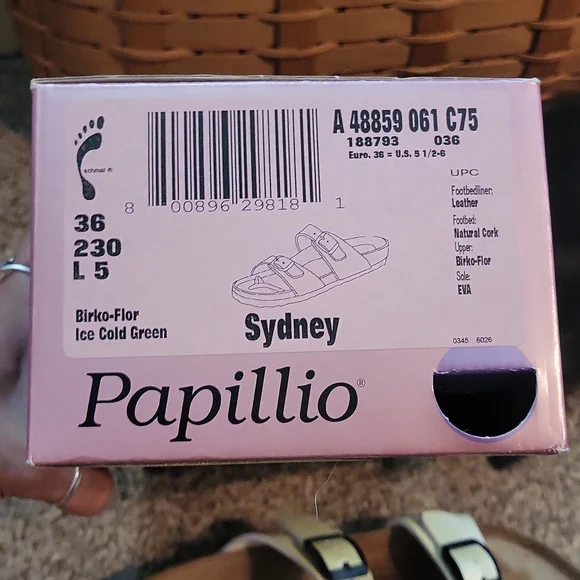 A 48859 061 C75
188793 036
Euro. 36 = U.S. 5 1/2-6
schmal ®
8 00896 29818 1
UPC
36
230
L 5
Footbedliner:
Leather
Footbed:
Natural Cork
Upper:
Birko-Flor
Sole:
EVA
Birko-Flor
Ice Cold Green
Sydney
0345 6026
Papillio®